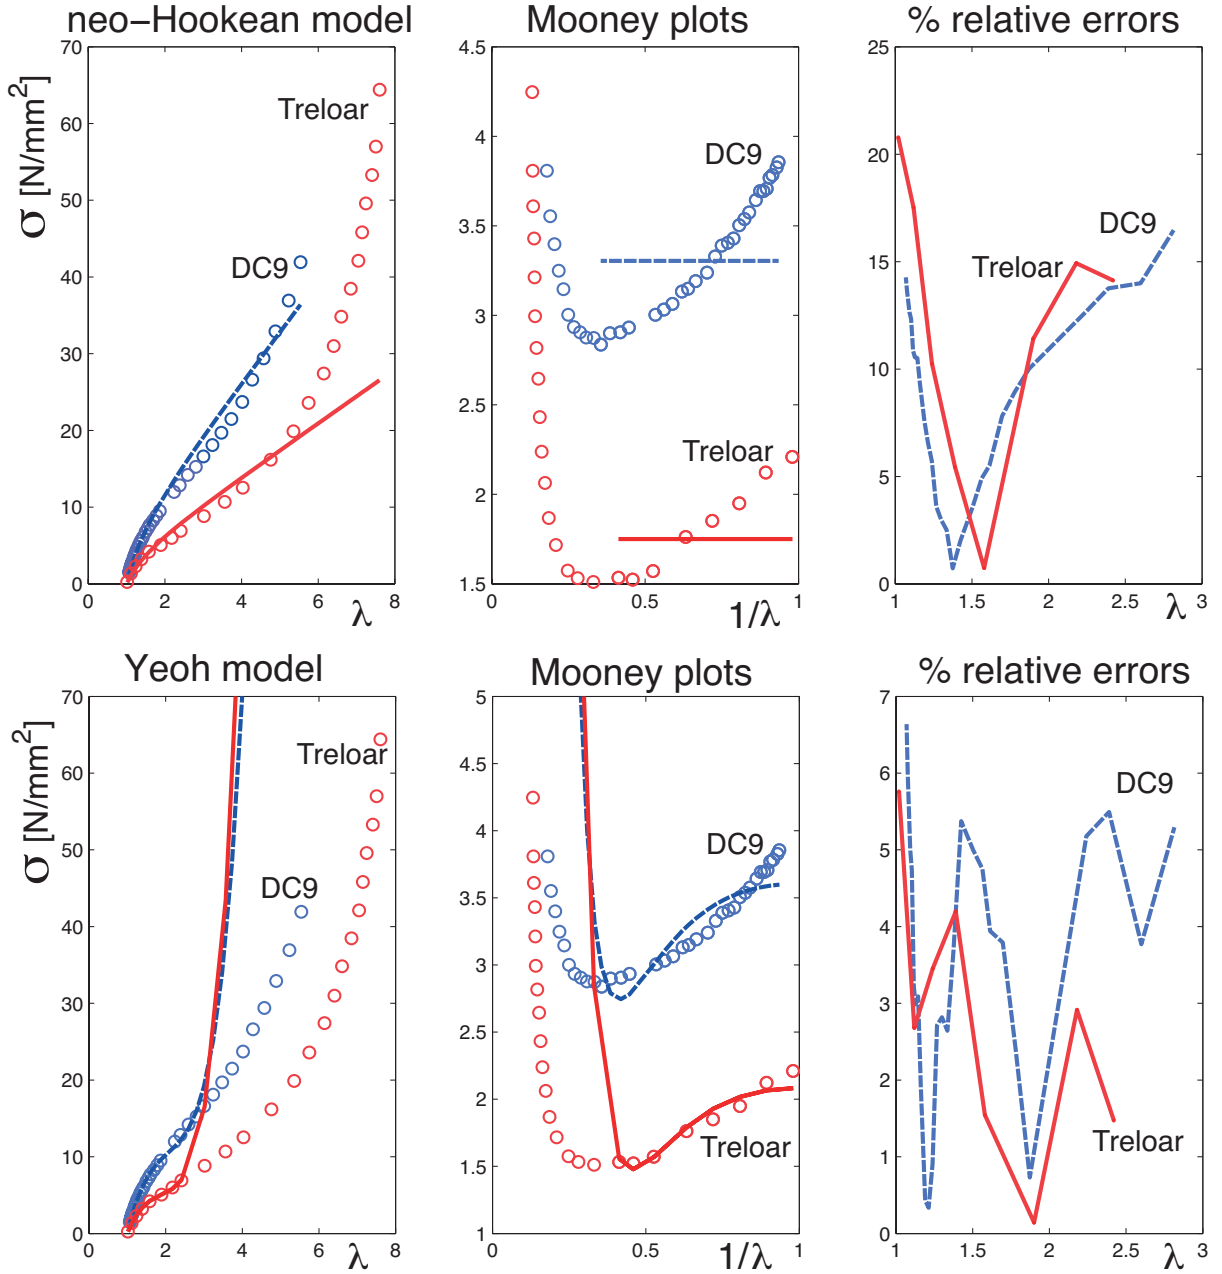 neo-Hookean model
Mooney plots
% relative errors
70
60
50
40
30
20
10
0
σ [N/mm²]
Treloar
DC9
0 2 4 6 8
λ
4.5
4
3.5
3
2.5
2
1.5
DC9
Treloar
0 0.5 1
1/λ
25
20
15
10
5
0
DC9
Treloar
1 1.5 2 2.5 3
λ
Yeoh model
Mooney plots
% relative errors
70
60
50
40
30
20
10
0
σ [N/mm²]
Treloar
DC9
0 2 4 6 8
λ
5
4.5
4
3.5
3
2.5
2
1.5
1
DC9
Treloar
0 0.5 1
1/λ
7
6
5
4
3
2
1
0
DC9
Treloar
1 1.5 2 2.5 3
λ